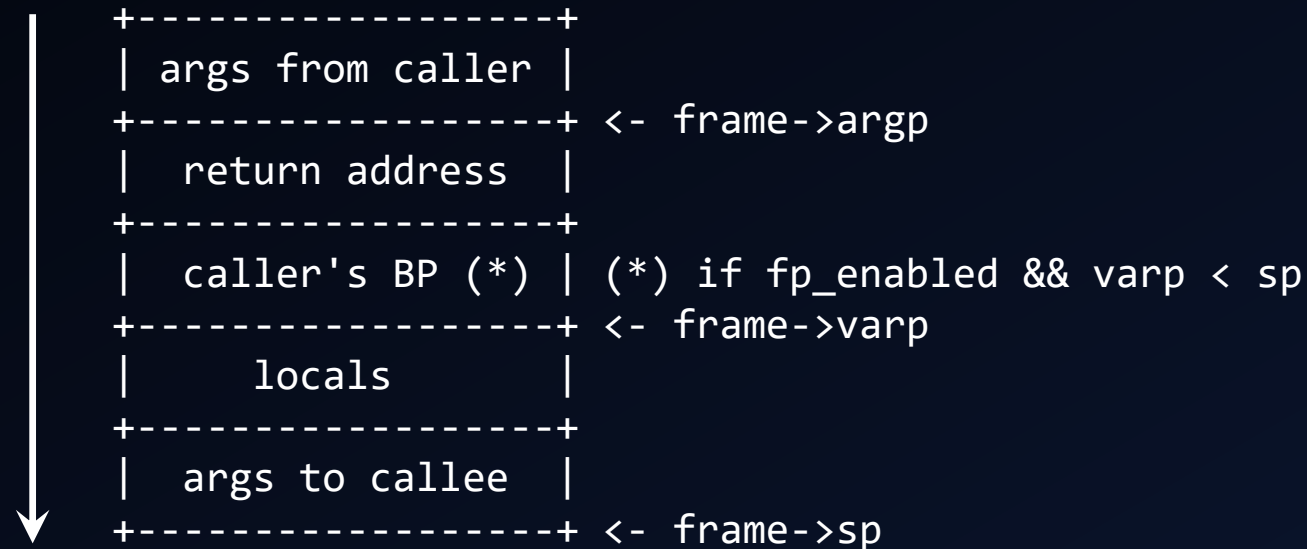 +------------------+
| args from caller |
+------------------+ <- frame->argp
|  return address  |
+------------------+
|  caller's BP (*) | (*) if fp_enabled && varp < sp
+------------------+ <- frame->varp
|     locals       |
+------------------+
|  args to callee  |
+------------------+ <- frame->sp